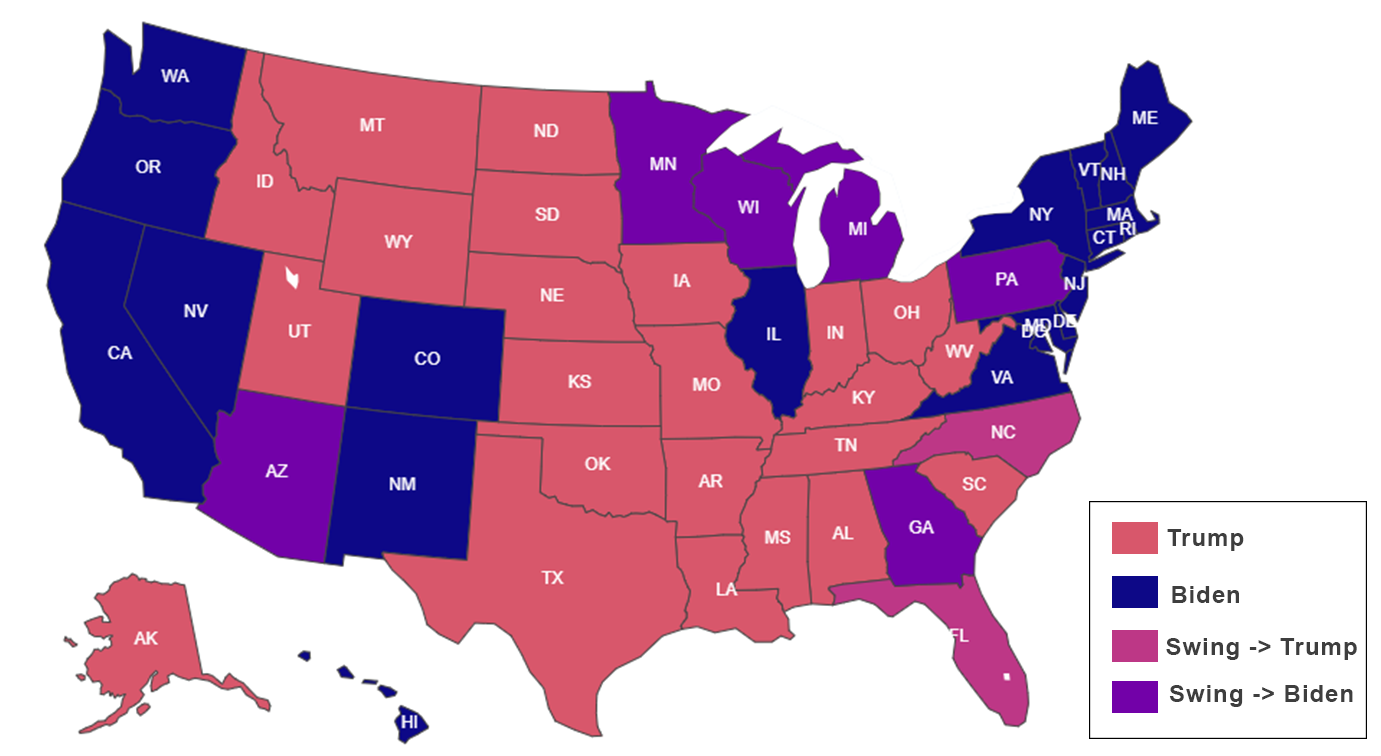 WA
ME
MT
ND
MN
OR
VT
NH
ID
SD
WI
NY
MA
MI
RI
CT
WY
IA
PA
NJ
NE
NV
OH
DE
MD
DC
UT
IL
IN
CA
CO
WV
VA
KS
MO
KY
NC
TN
AZ
OK
NM
AR
SC
GA
MS
AL
TX
LA
AK
FL
HI
Trump
Biden
Swing -> Trump
Swing -> Biden